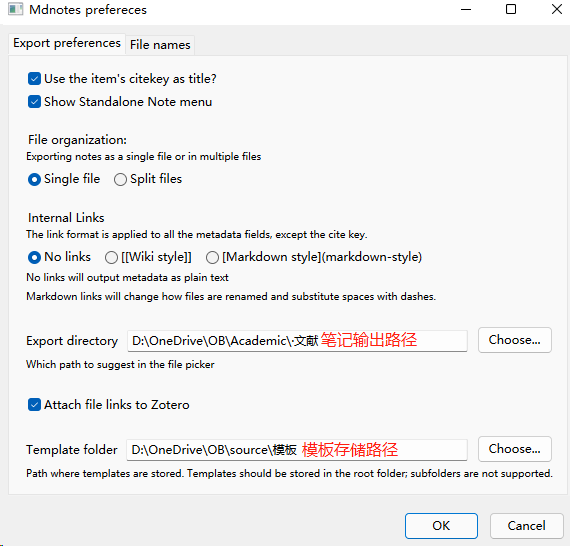 Mdnotes prefereces
Export preferences File names
Use the item's citekey as title?
Show Standalone Note menu
File organization:
Exporting notes as a single file or in multiple files
Single file Split files
Internal Links
The link format is applied to all the metadata fields, except the cite key.
No links [[Wiki style]] [Markdown style](markdown-style)
No links will output metadata as plain text
Markdown links will change how files are renamed and substitute spaces with dashes.
Export directory D:\OneDrive\OB\Academic\·文献 笔记输出路径 Choose...
Which path to suggest in the file picker
Attach file links to Zotero
Template folder D:\OneDrive\OB\source\模板 模板存储路径 Choose...
Path where templates are stored. Templates should be stored in the root folder; subfolders are not supported.
OK Cancel